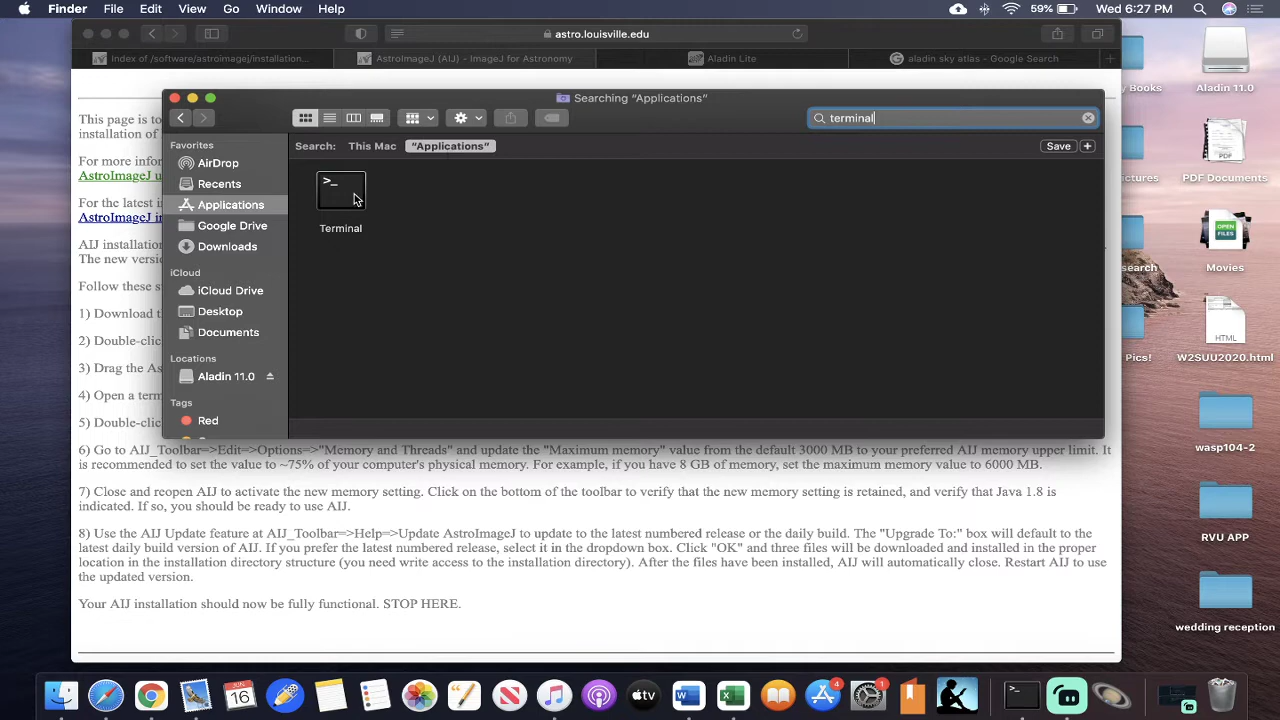 Finder File Edit View Go Window Help 59% Wed 6:27 PM
astro.louisville.edu
Index of /software/astroimagej/installation... AstroImageJ (AIJ) - ImageJ for Astronomy Aladin Lite aladin sky atlas - Google Search
Searching “Applications”
terminal
Search: This Mac “Applications” Save
Favorites
AirDrop
Recents
Applications
Google Drive
Downloads
iCloud
iCloud Drive
Desktop
Documents
Locations
Aladin 11.0
Tags
Red
>_
Terminal
This page is to
installation of
For more infor
AstroImageJ u
For the latest i
AstroImageJ in
AIJ installation
The new versi
Follow these s
1) Download t
2) Double-clic
3) Drag the As
4) Open a term
5) Double-clic
6) Go to AIJ_Toolbar=>Edit=>Options=>"Memory and Threads" and update the "Maximum memory" value from the default 3000 MB to your preferred AIJ memory upper limit. It
is recommended to set the value to ~75% of your computer's physical memory. For example, if you have 8 GB of memory, set the maximum memory value to 6000 MB.
7) Close and reopen AIJ to activate the new memory setting. Click on the bottom of the toolbar to verify that the new memory setting is retained, and verify that Java 1.8 is
indicated. If so, you should be ready to use AIJ.
8) Use the AIJ Update feature at AIJ_Toolbar=>Help=>Update AstroImageJ to update to the latest numbered release or the daily build. The "Upgrade To:" box will default to the
latest daily build version of AIJ. If you prefer the latest numbered release, select it in the dropdown box. Click "OK" and three files will be downloaded and installed in the proper
location in the installation directory structure (you need write access to the installation directory). After the files have been installed, AIJ will automatically close. Restart AIJ to use
the updated version.
Your AIJ installation should now be fully functional. STOP HERE.
y Books
Aladin 11.0
ictures
PDF
PDF Documents
search
OPEN
FILES
Movies
Pics!
HTML
W2SUU2020.html
wasp104-2
RVU APP
wedding reception
JUN
16
4
1
>_